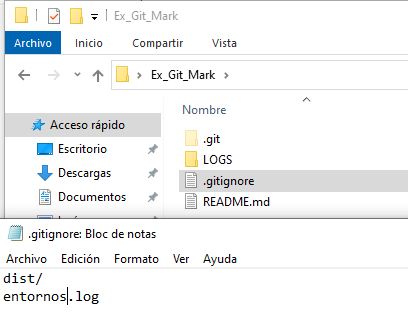 Ex_Git_Mark
Archivo Inicio Compartir Vista
Ex_Git_Mark
Nombre
Acceso rápido
Escritorio
Descargas
Documentos
.git
LOGS
.gitignore
README.md
.gitignore: Bloc de notas
Archivo Edición Formato Ver Ayuda
dist/
entornos.log